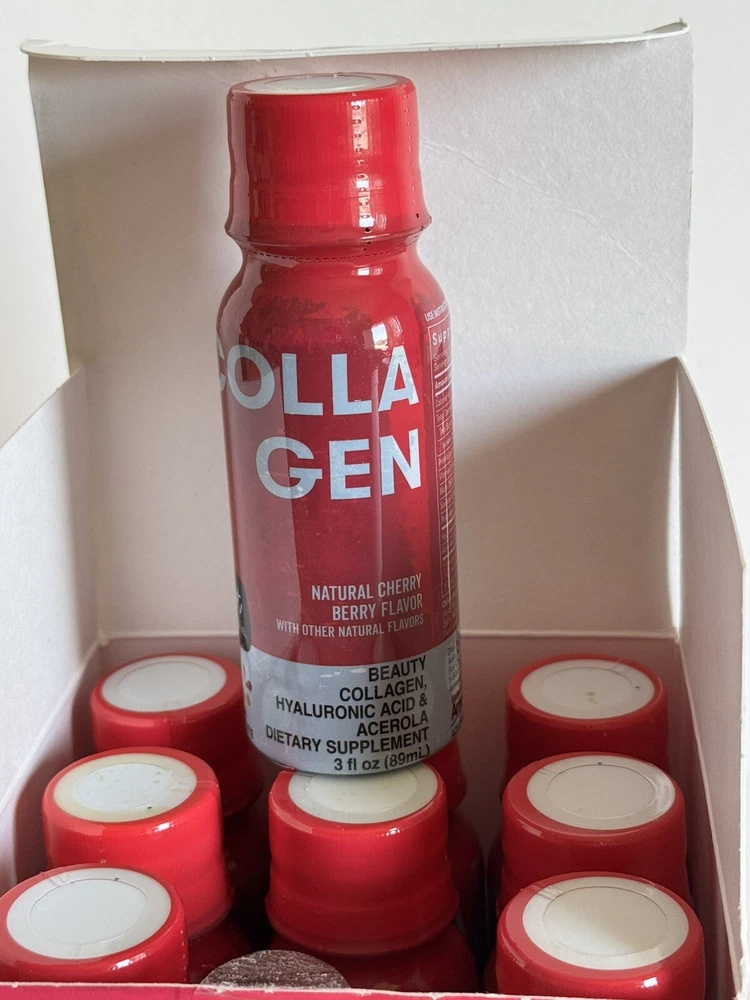 COLLA
GEN
NATURAL CHERRY
BERRY FLAVOR
WITH OTHER NATURAL FLAVORS
BEAUTY
COLLAGEN,
HYALURONIC ACID &
ACEROLA
DIETARY SUPPLEMENT
3 fl oz (89mL)